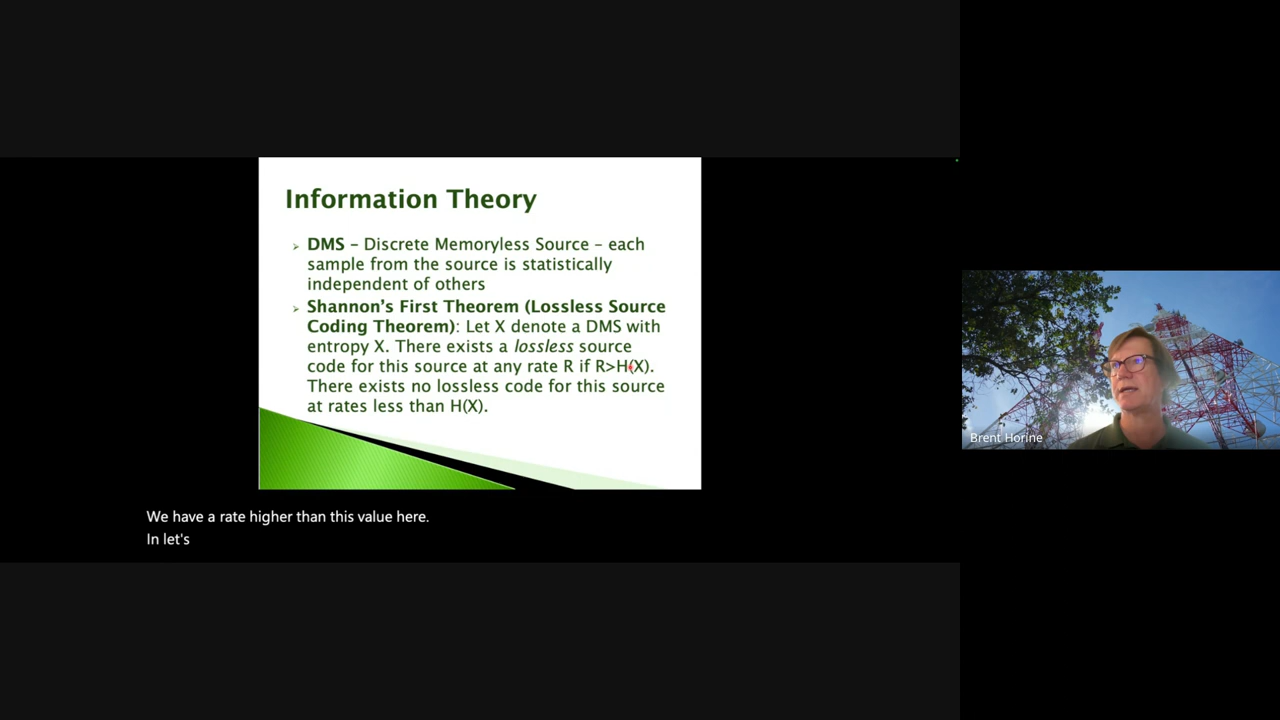 Information Theory
DMS – Discrete Memoryless Source – each
sample from the source is statistically
independent of others
Shannon's First Theorem (Lossless Source
Coding Theorem): Let X denote a DMS with
entropy X. There exists a lossless source
code for this source at any rate R if R>H(X).
There exists no lossless code for this source
at rates less than H(X).
Brent Horine
We have a rate higher than this value here.
In let's